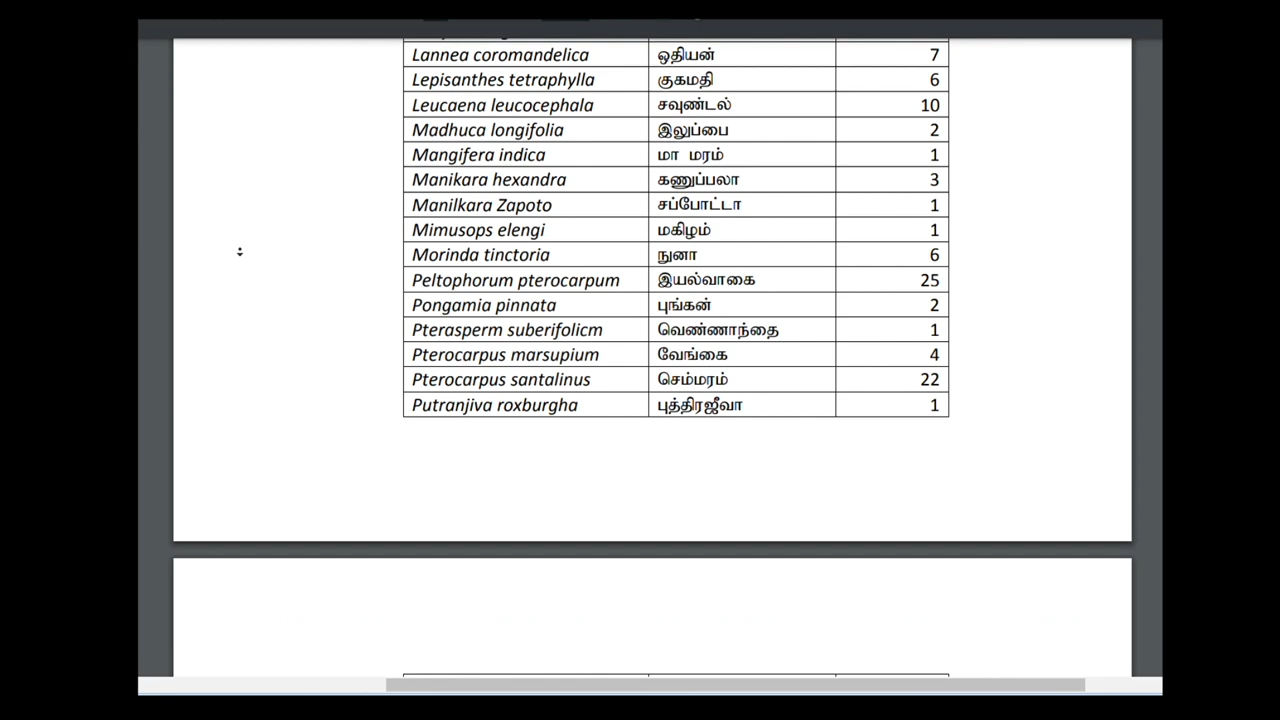 Lannea coromandelica ஒதியன் 7
Lepisanthes tetraphylla குகமதி 6
Leucaena leucocephala சவுண்டல் 10
Madhuca longifolia இலுப்பை 2
Mangifera indica மா மரம் 1
Manikara hexandra கணுப்பலா 3
Manilkara Zapoto சப்போட்டா 1
Mimusops elengi மகிழம் 1
Morinda tinctoria நுனா 6
Peltophorum pterocarpum இயல்வாகை 25
Pongamia pinnata புங்கன் 2
Pterasperm suberifolicm வெண்ணாந்தை 1
Pterocarpus marsupium வேங்கை 4
Pterocarpus santalinus செம்மரம் 22
Putranjiva roxburgha புத்திரஜீவா 1